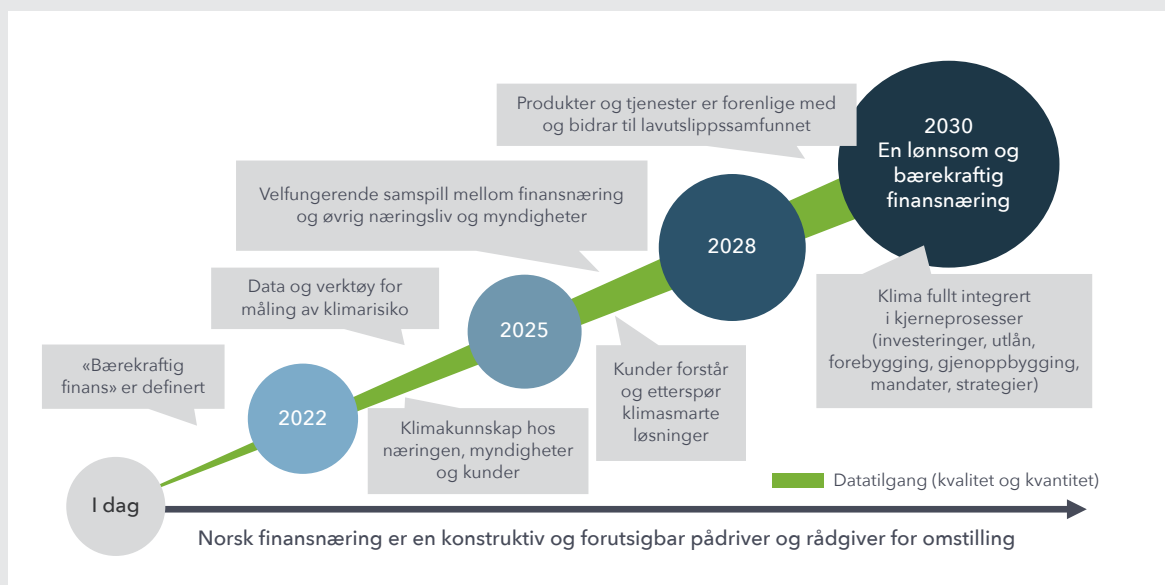 Produkter og tjenester er forenlige med
og bidrar til lavutslippssamfunnet
2030
En lønnsom og
bærekraftig
finansnæring
Velfungerende samspill mellom finansnæring
og øvrig næringsliv og myndigheter
2028
Data og verktøy for
måling av klimarisiko
2025
Klima fullt integrert
i kjerneprosesser
(investeringer, utlån,
forebygging, gjenoppbygging,
mandater, strategier)
«Bærekraftig
finans» er definert
2022
Kunder forstår
og etterspør
klimasmarte
løsninger
Klimakunnskap hos
næringen, myndigheter
og kunder
Datatilgang (kvalitet og kvantitet)
I dag
Norsk finansnæring er en konstruktiv og forutsigbar pådriver og rådgiver for omstilling